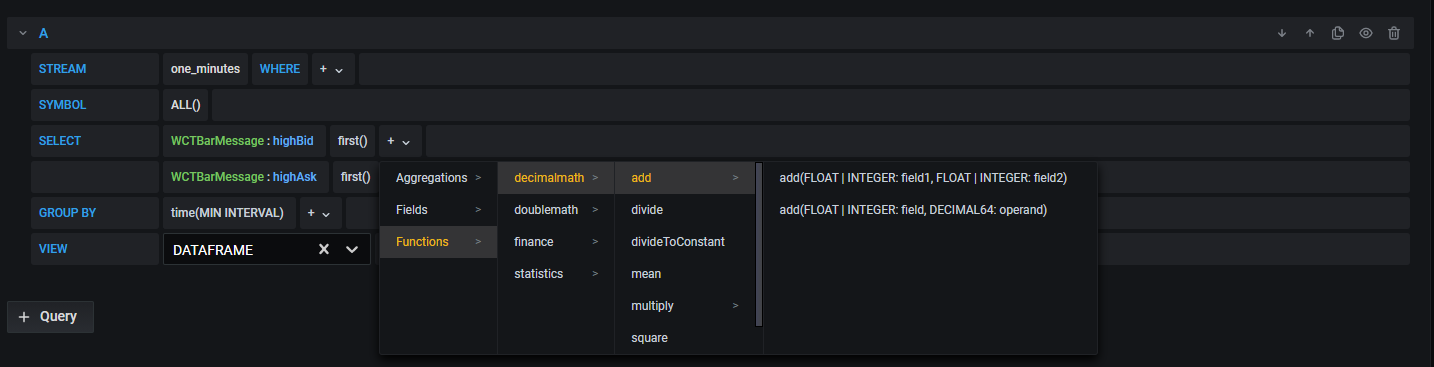 A
STREAM one_minutes WHERE +
SYMBOL ALL()
SELECT WCTBarMessage : highBid first() +
WCTBarMessage : highAsk first()
GROUP BY time(MIN INTERVAL) +
VIEW DATAFRAME
Aggregations >
Fields >
Functions >
decimalmath >
doublemath >
finance >
statistics >
add >
divide
divideToConstant
mean
multiply >
square
add(FLOAT | INTEGER: field1, FLOAT | INTEGER: field2)
add(FLOAT | INTEGER: field, DECIMAL64: operand)
+ Query